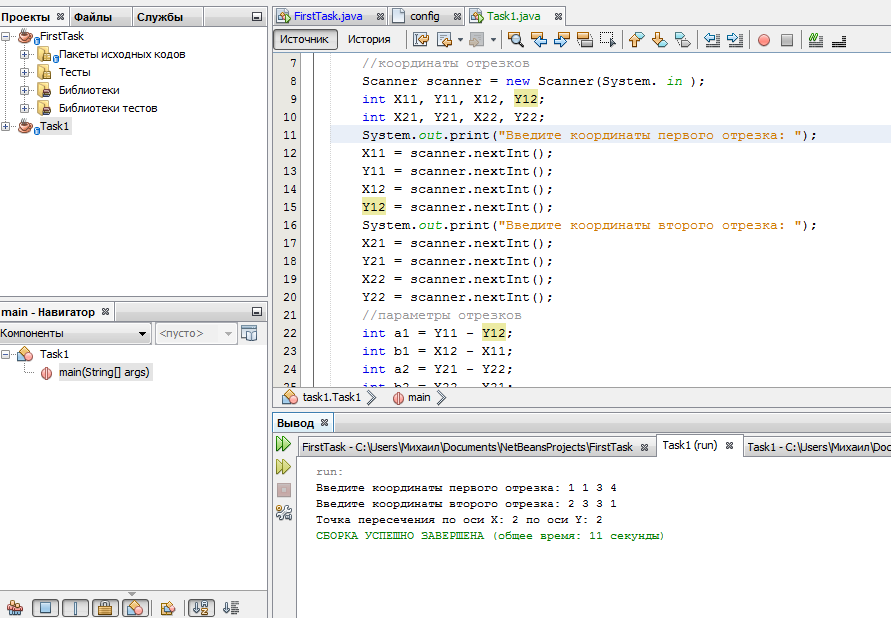 Проекты Файлы Службы
FirstTask
Пакеты исходных кодов
Тесты
Библиотеки
Библиотеки тестов
Task1
main - Навигатор
Компоненты <пусто>
Task1
main(String[] args)
FirstTask.java config Task1.java
Источник История
7 //координаты отрезков
8 Scanner scanner = new Scanner(System. in );
9 int X11, Y11, X12, Y12;
10 int X21, Y21, X22, Y22;
11 System.out.print("Введите координаты первого отрезка: ");
12 X11 = scanner.nextInt();
13 Y11 = scanner.nextInt();
14 X12 = scanner.nextInt();
15 Y12 = scanner.nextInt();
16 System.out.print("Введите координаты второго отрезка: ");
17 X21 = scanner.nextInt();
18 Y21 = scanner.nextInt();
19 X22 = scanner.nextInt();
20 Y22 = scanner.nextInt();
21 //параметры отрезков
22 int a1 = Y11 - Y12;
23 int b1 = X12 - X11;
24 int a2 = Y21 - Y22;
25 int b2 = X22 - X21;
task1.Task1 main
Вывод
FirstTask - C:\Users\Михаил\Documents\NetBeansProjects\FirstTask Task1 (run) Task1 - C:\Users\Михаил\Doc
run:
Введите координаты первого отрезка: 1 1 3 4
Введите координаты второго отрезка: 2 3 3 1
Точка пересечения по оси X: 2 по оси Y: 2
СБОРКА УСПЕШНО ЗАВЕРШЕНА (общее время: 11 секунды)